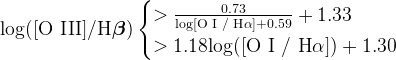 log([O III]/Hβ) { > 0.73 / (log[O I / Hα]+0.59) + 1.33
> 1.18log([O I / Hα]) + 1.30